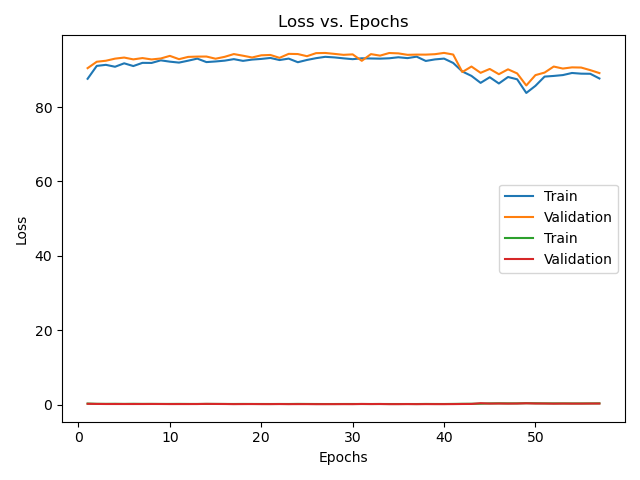 Loss vs. Epochs
Loss
80
60
40
20
0
Train
Validation
Train
Validation
0 10 20 30 40 50
Epochs